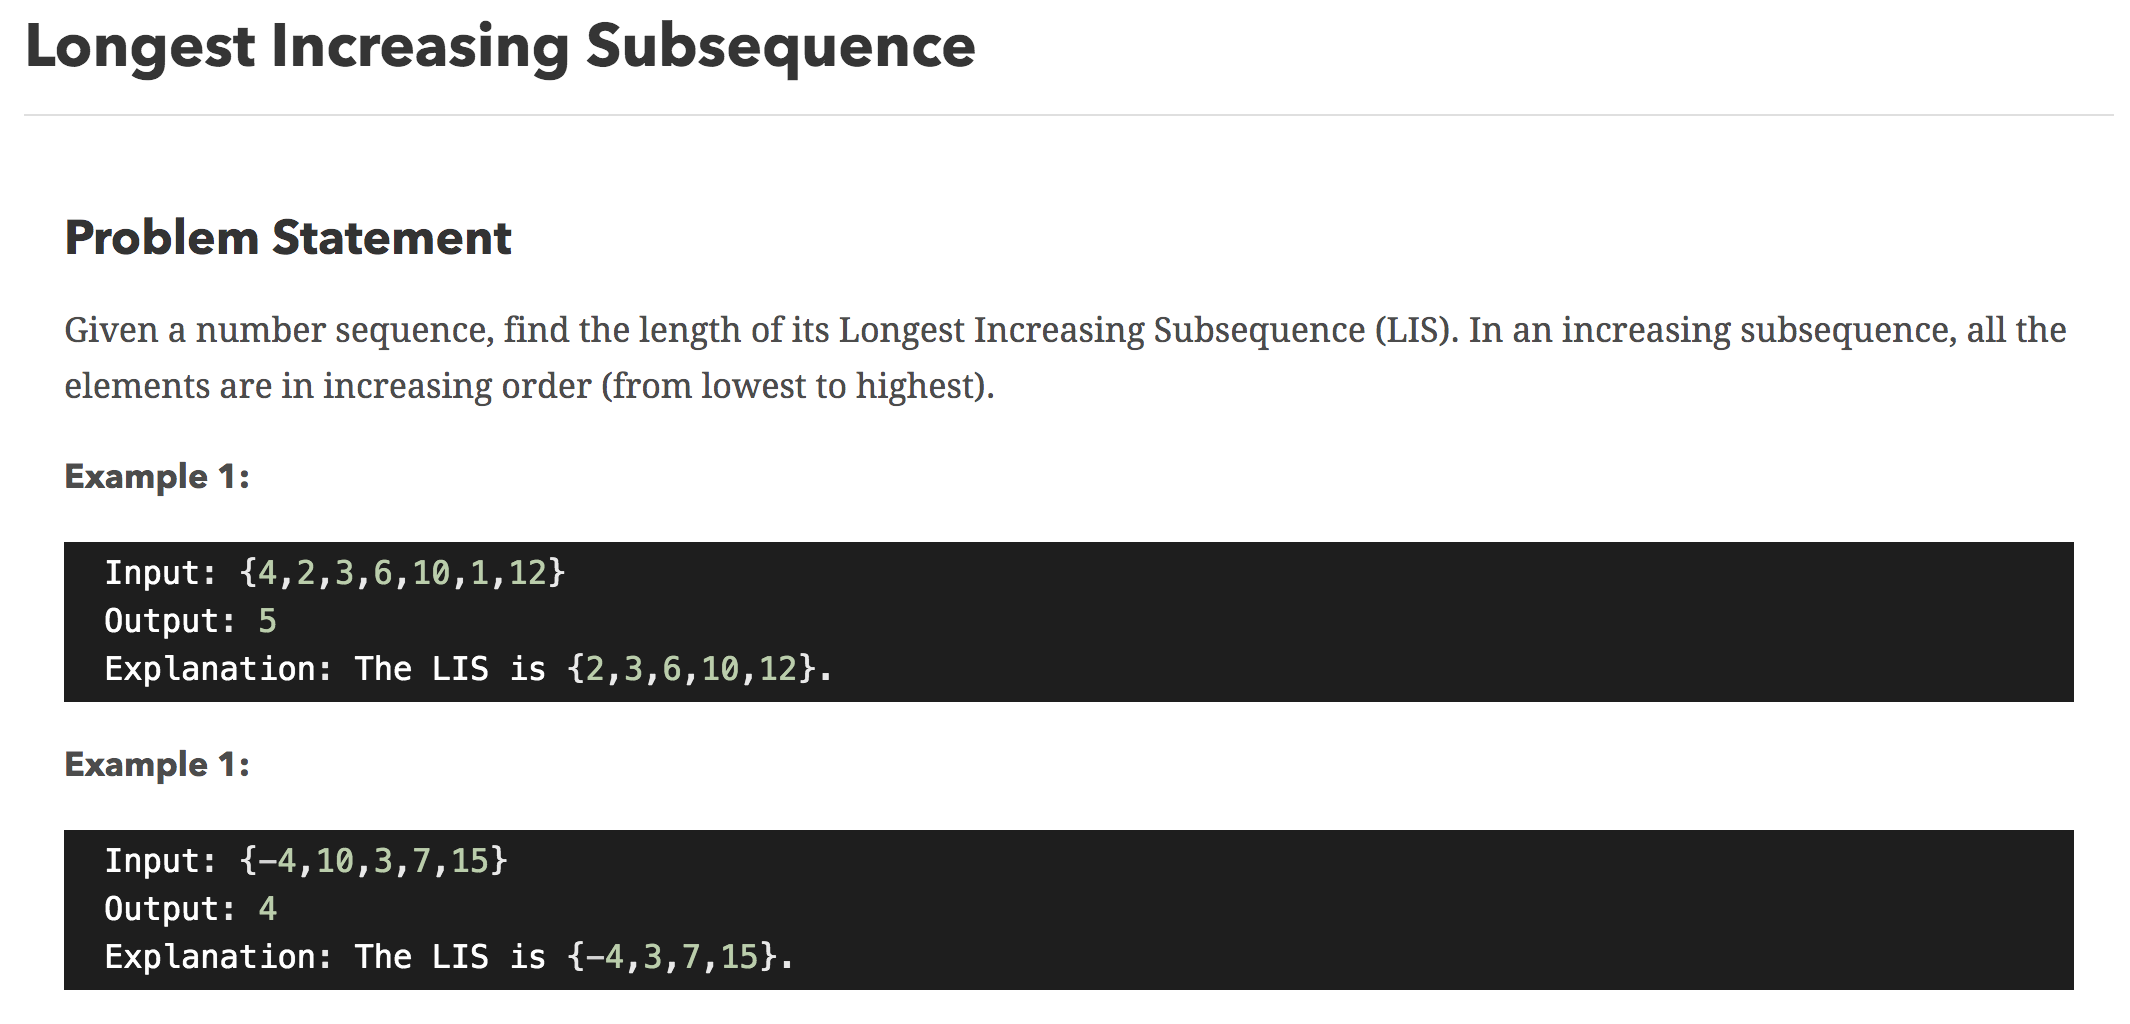 Longest Increasing Subsequence
Problem Statement
Given a number sequence, find the length of its Longest Increasing Subsequence (LIS). In an increasing subsequence, all the
elements are in increasing order (from lowest to highest).
Example 1:
Input: {4,2,3,6,10,1,12}
Output: 5
Explanation: The LIS is {2,3,6,10,12}.
Example 1:
Input: {-4,10,3,7,15}
Output: 4
Explanation: The LIS is {-4,3,7,15}.